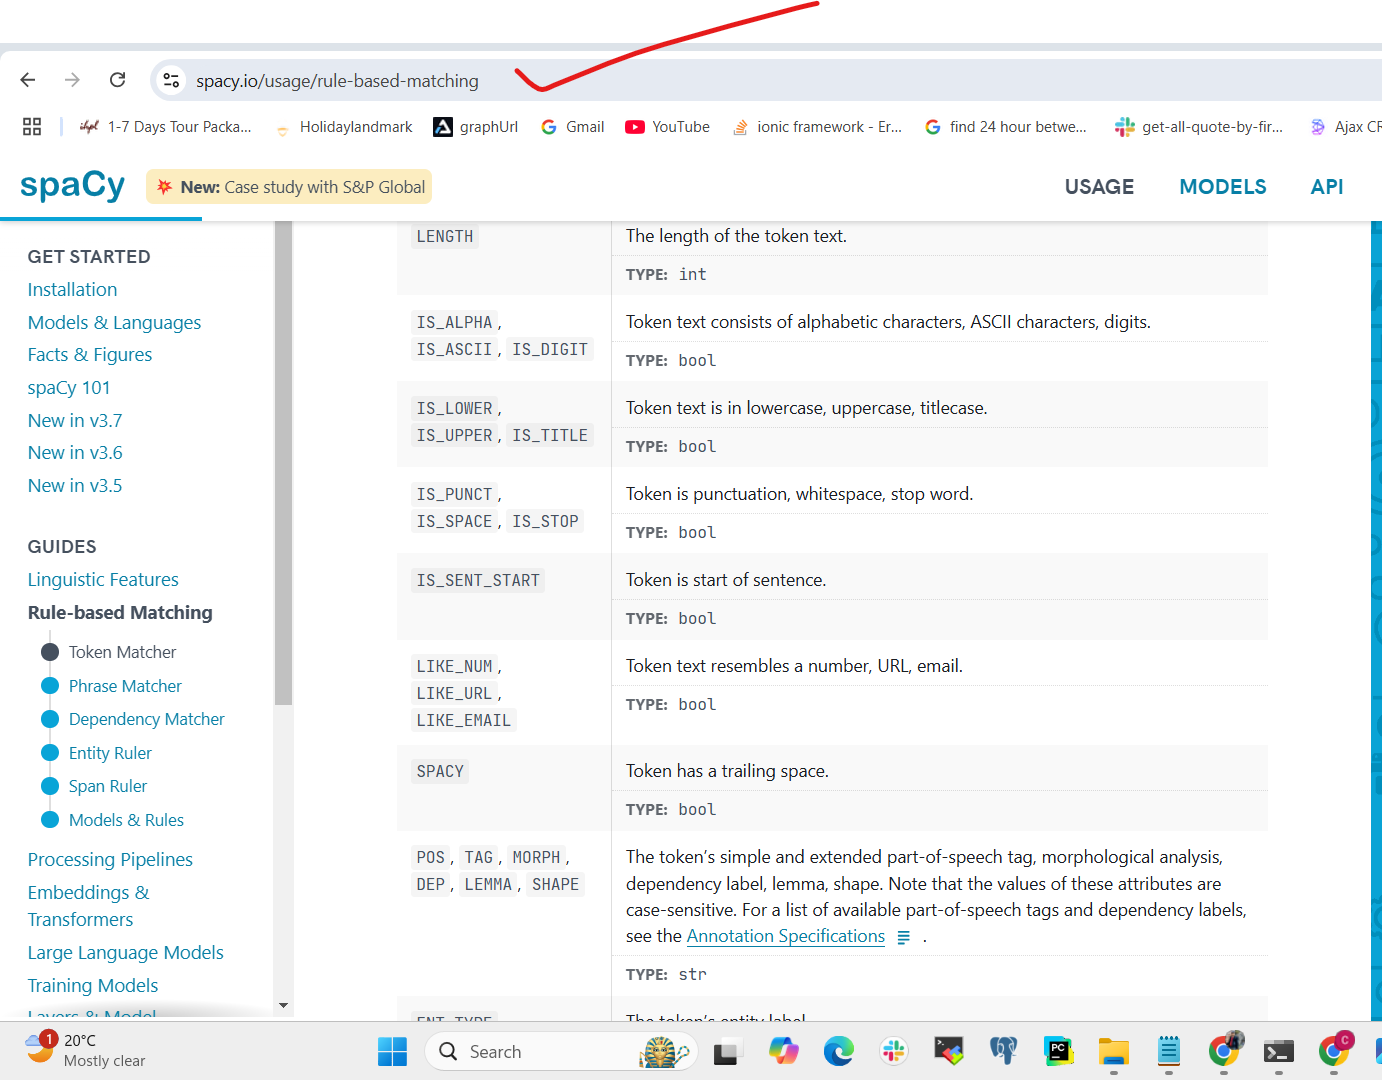 spacy.io/usage/rule-based-matching
1-7 Days Tour Packa...
Holidaylandmark
graphUrl
Gmail
YouTube
ionic framework - Er...
find 24 hour betwe...
get-all-quote-by-fir...
Ajax CR
spaCy
New: Case study with S&P Global
USAGE
MODELS
API
GET STARTED
Installation
Models & Languages
Facts & Figures
spaCy 101
New in v3.7
New in v3.6
New in v3.5
GUIDES
Linguistic Features
Rule-based Matching
Token Matcher
Phrase Matcher
Dependency Matcher
Entity Ruler
Span Ruler
Models & Rules
Processing Pipelines
Embeddings &
Transformers
Large Language Models
Training Models
Layers & Model
LENGTH
The length of the token text.
TYPE: int
IS_ALPHA,
IS_ASCII, IS_DIGIT
Token text consists of alphabetic characters, ASCII characters, digits.
TYPE: bool
IS_LOWER,
IS_UPPER, IS_TITLE
Token text is in lowercase, uppercase, titlecase.
TYPE: bool
IS_PUNCT,
IS_SPACE, IS_STOP
Token is punctuation, whitespace, stop word.
TYPE: bool
IS_SENT_START
Token is start of sentence.
TYPE: bool
LIKE_NUM,
LIKE_URL,
LIKE_EMAIL
Token text resembles a number, URL, email.
TYPE: bool
SPACY
Token has a trailing space.
TYPE: bool
POS, TAG, MORPH,
DEP, LEMMA, SHAPE
The token's simple and extended part-of-speech tag, morphological analysis,
dependency label, lemma, shape. Note that the values of these attributes are
case-sensitive. For a list of available part-of-speech tags and dependency labels,
see the Annotation Specifications .
TYPE: str
ENT_TYPE
The token's entity label
1
20°C
Mostly clear
Search
PC
C